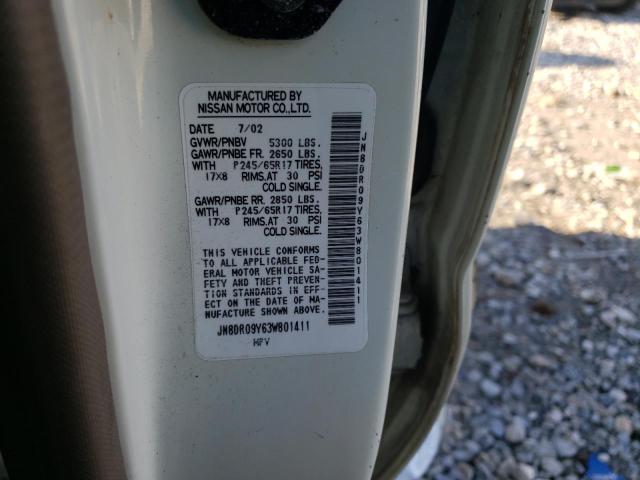 MANUFACTURED BY
NISSAN MOTOR CO.,LTD.
DATE 7/02
GVWR/PNBV 5300 LBS.
GAWR/PNBE FR. 2650 LBS.
WITH P245/65R17 TIRES,
17X8 RIMS,AT 30 PSI
COLD SINGLE.
GAWR/PNBE RR. 2850 LBS.
WITH P245/65R17 TIRES,
17X8 RIMS,AT 30 PSI
COLD SINGLE.
THIS VEHICLE CONFORMS
TO ALL APPLICABLE FED-
ERAL MOTOR VEHICLE SA-
FETY AND THEFT PREVEN-
TION STANDARDS IN EFF-
ECT ON THE DATE OF MA-
NUFACTURE SHOWN ABOVE.
JN8DR09Y63W801411
MPV
JN8DR09Y63W801411